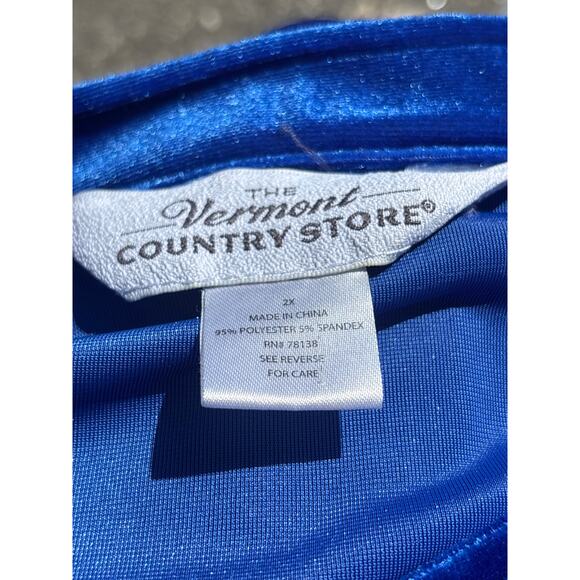 THE
Vermont
COUNTRY STORE®
2X
MADE IN CHINA
95% POLYESTER 5% SPANDEX
RN# 78138
SEE REVERSE
FOR CARE